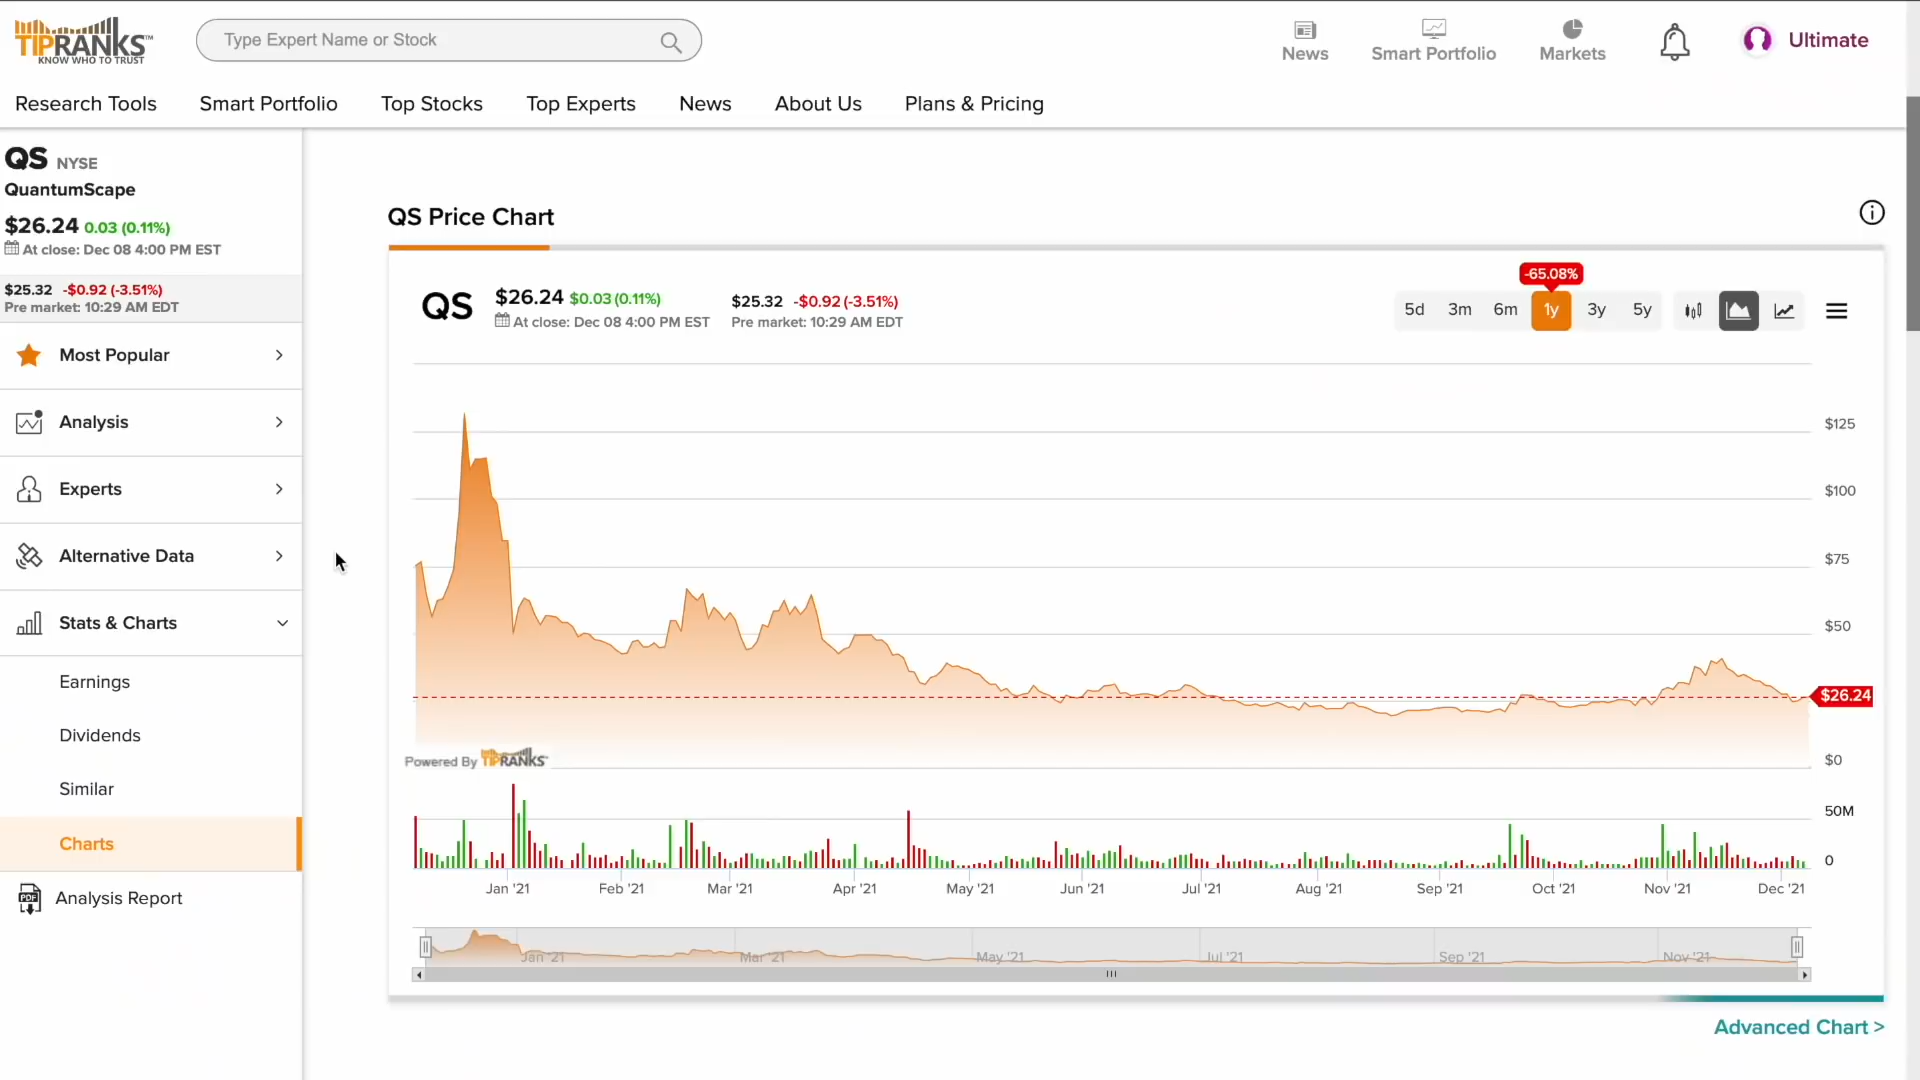 TIPRANKS™
KNOW WHO TO TRUST
Type Expert Name or Stock
News
Smart Portfolio
Markets
Ultimate
Research Tools
Smart Portfolio
Top Stocks
Top Experts
News
About Us
Plans & Pricing
QS NYSE
QuantumScape
$26.24 0.03 (0.11%)
At close: Dec 08 4:00 PM EST
$25.32 -$0.92 (-3.51%)
Pre market: 10:29 AM EDT
Most Popular
Analysis
Experts
Alternative Data
Stats & Charts
Earnings
Dividends
Similar
Charts
PDF
Analysis Report
QS Price Chart
QS
$26.24 $0.03 (0.11%)
At close: Dec 08 4:00 PM EST
$25.32 -$0.92 (-3.51%)
Pre market: 10:29 AM EDT
-65.08%
5d 3m 6m 1y 3y 5y
$125
$100
$75
$50
$26.24
$0
Powered By TIPRANKS
50M
0
Jan '21 Feb '21 Mar '21 Apr '21 May '21 Jun '21 Jul '21 Aug '21 Sep '21 Oct '21 Nov '21 Dec '21
Jan '21 Mar '21 May '21 Jul '21 Sep '21 Nov '21
Advanced Chart >